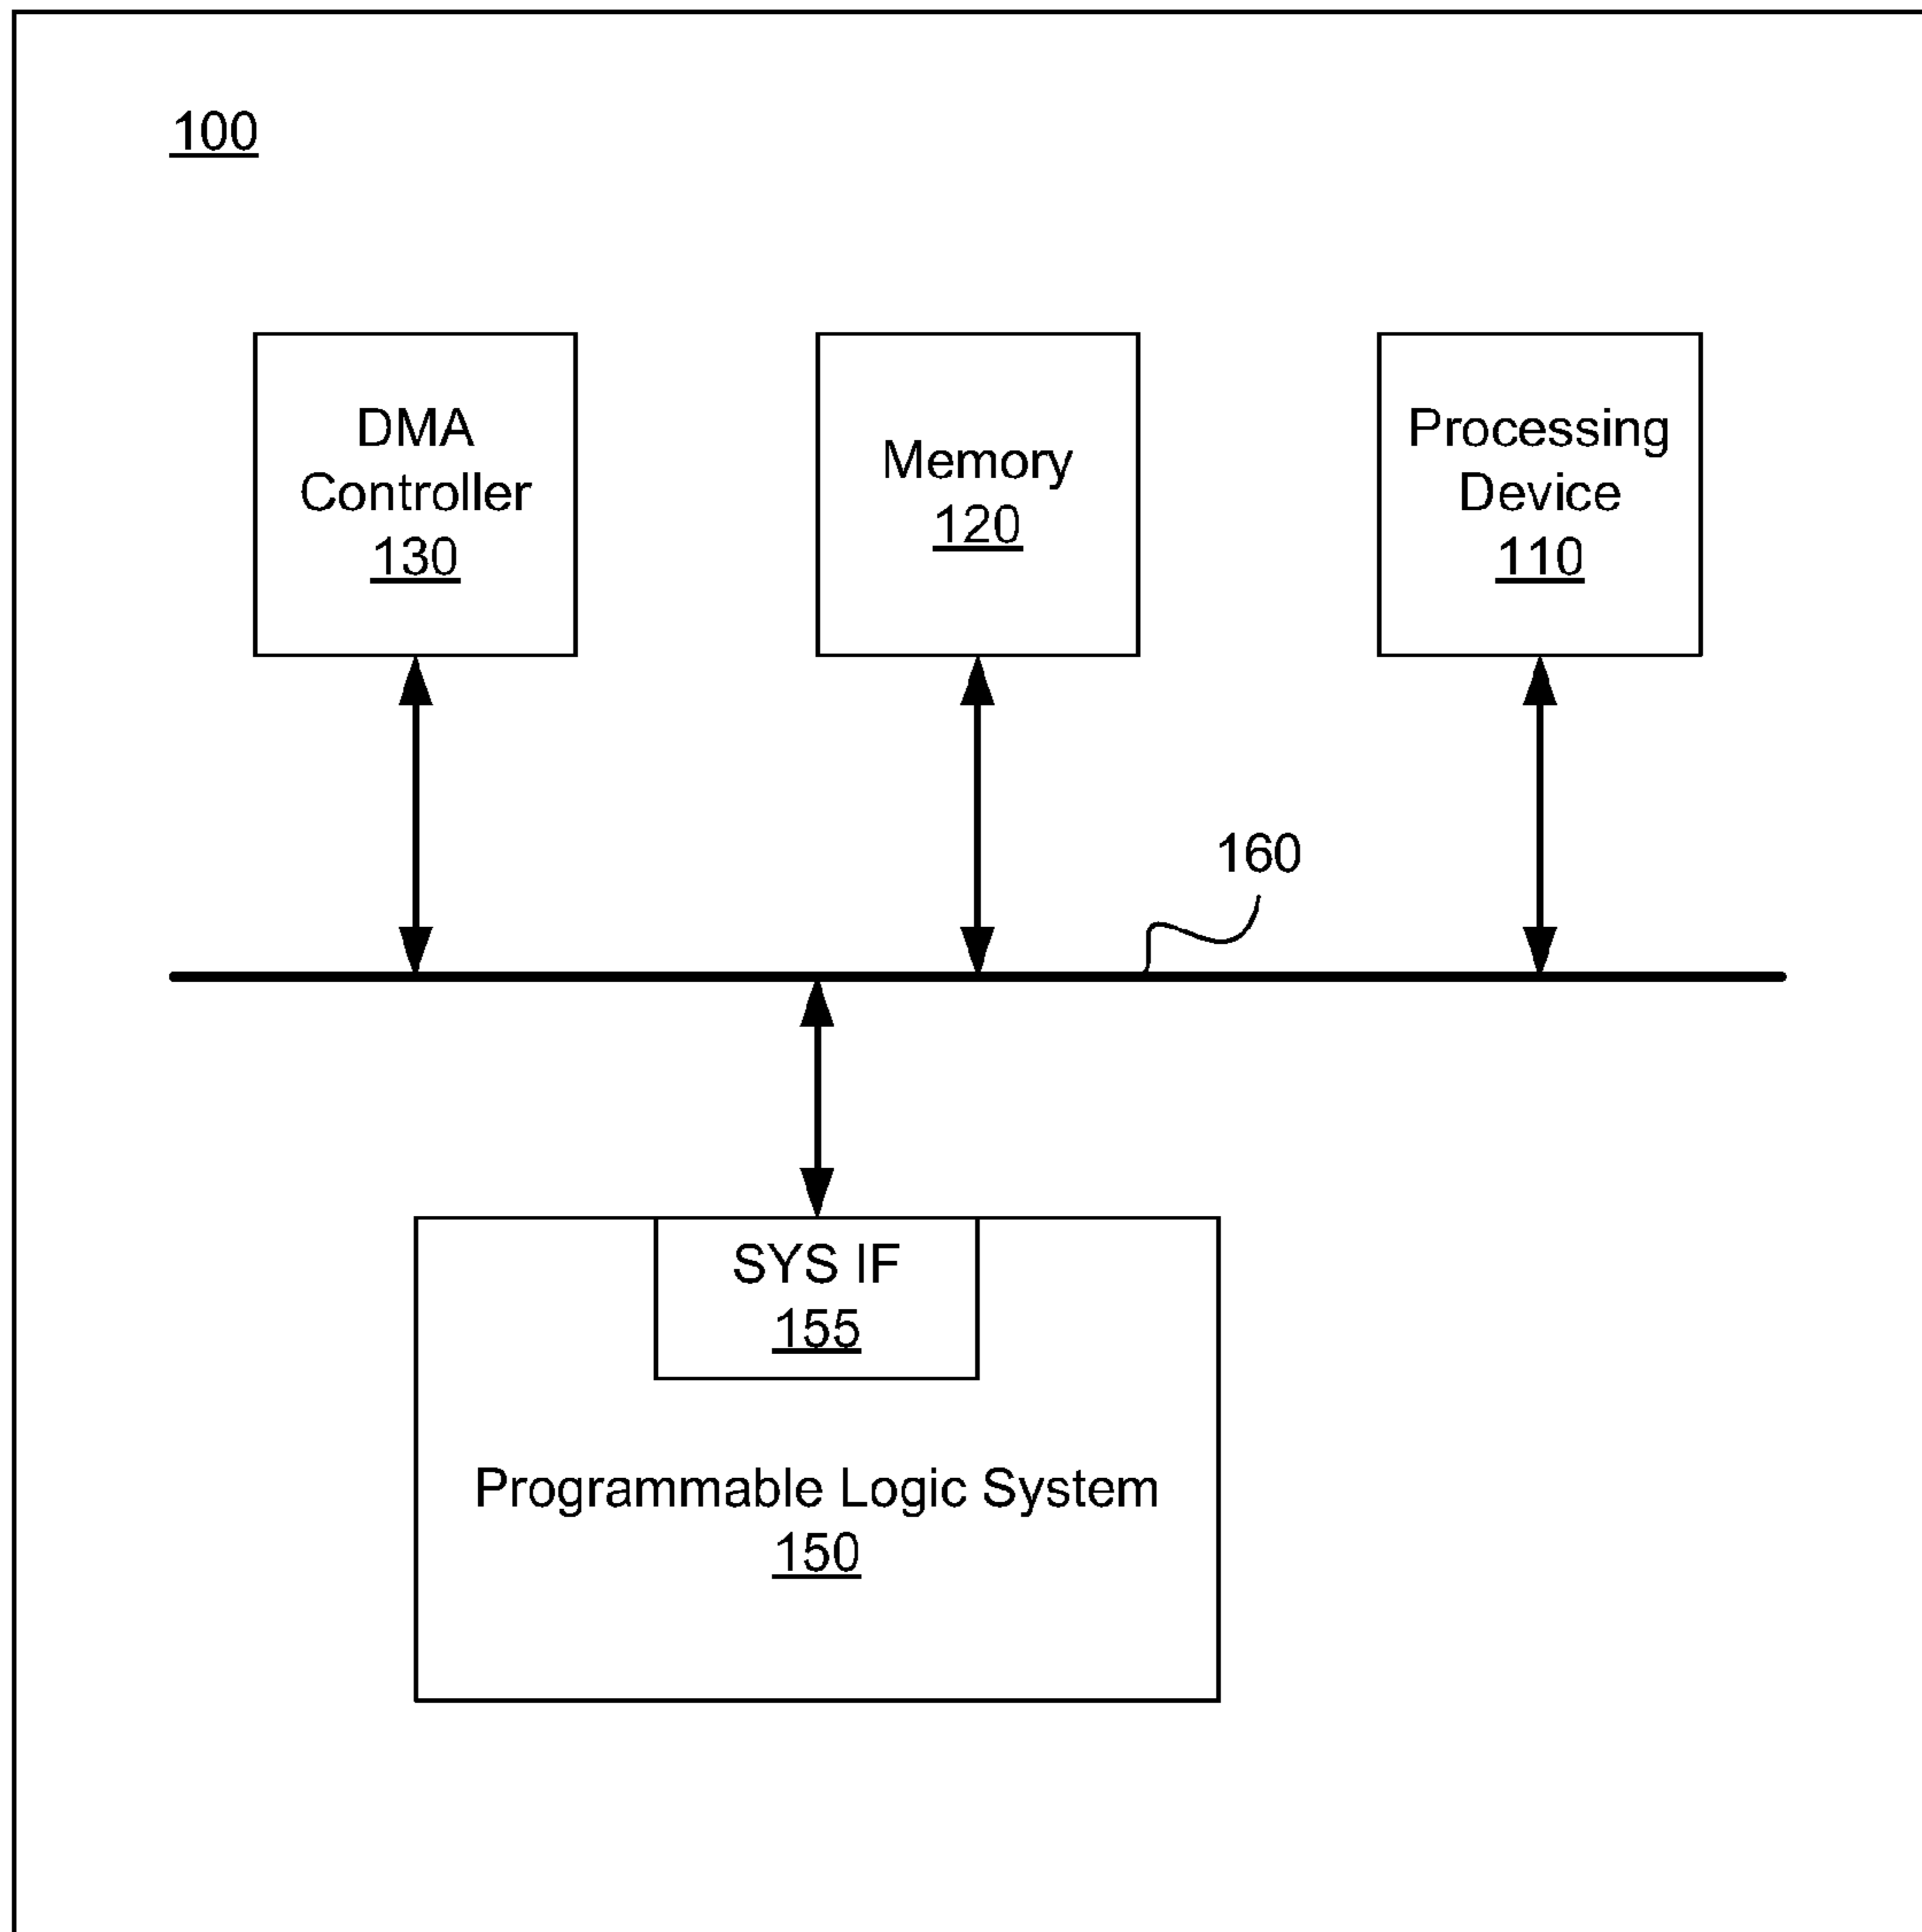 100
DMA
Controller
130
Memory
120
Processing
Device
110
160
SYS IF
155
Programmable Logic System
150